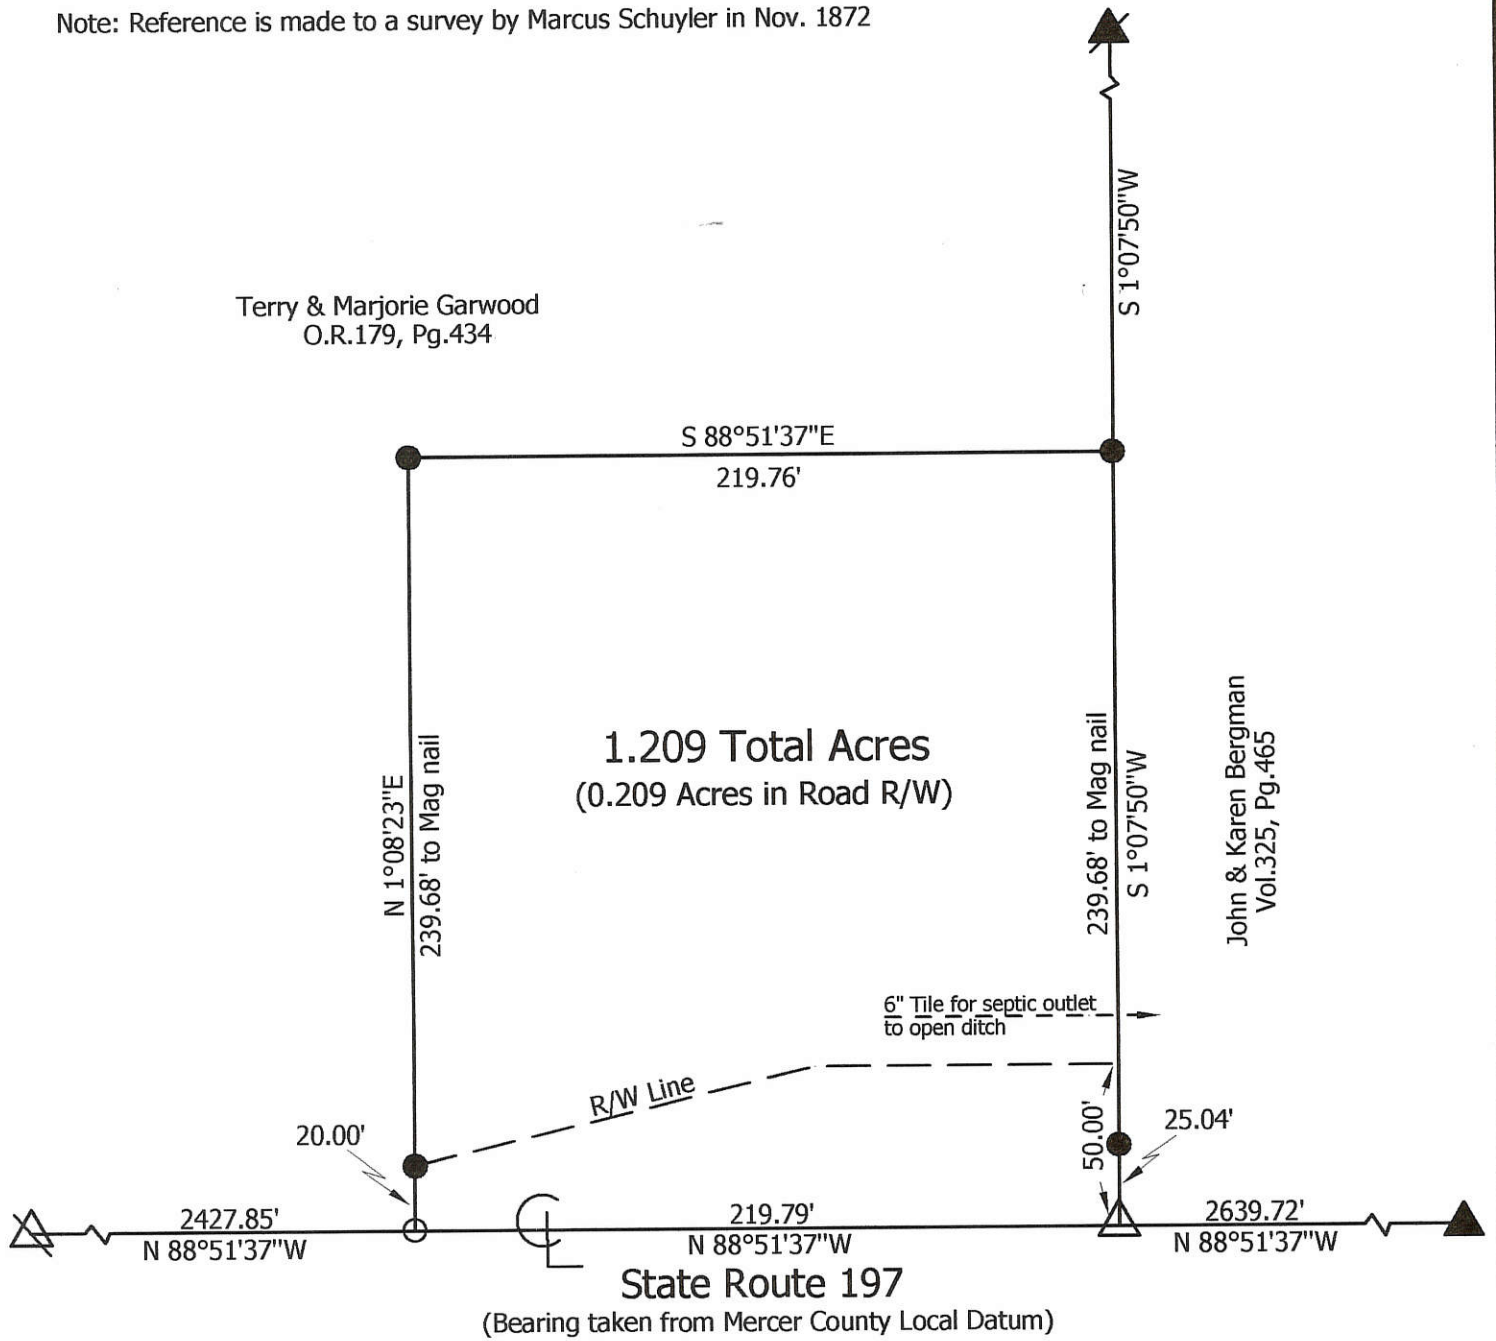 Note: Reference is made to a survey by Marcus Schuyler in Nov. 1872
S 1°07'50"W
Terry & Marjorie Garwood
O.R.179, Pg.434
S 88°51'37"E
219.76'
N 1°08'23"E
239.68' to Mag nail
1.209 Total Acres
(0.209 Acres in Road R/W)
239.68' to Mag nail
S 1°07'50"W
John & Karen Bergman
Vol.325, Pg.465
6" Tile for septic outlet
to open ditch
R/W Line
20.00'
50.00'
25.04'
2427.85'
N 88°51'37"W
CL
219.79'
N 88°51'37"W
2639.72'
N 88°51'37"W
State Route 197
(Bearing taken from Mercer County Local Datum)